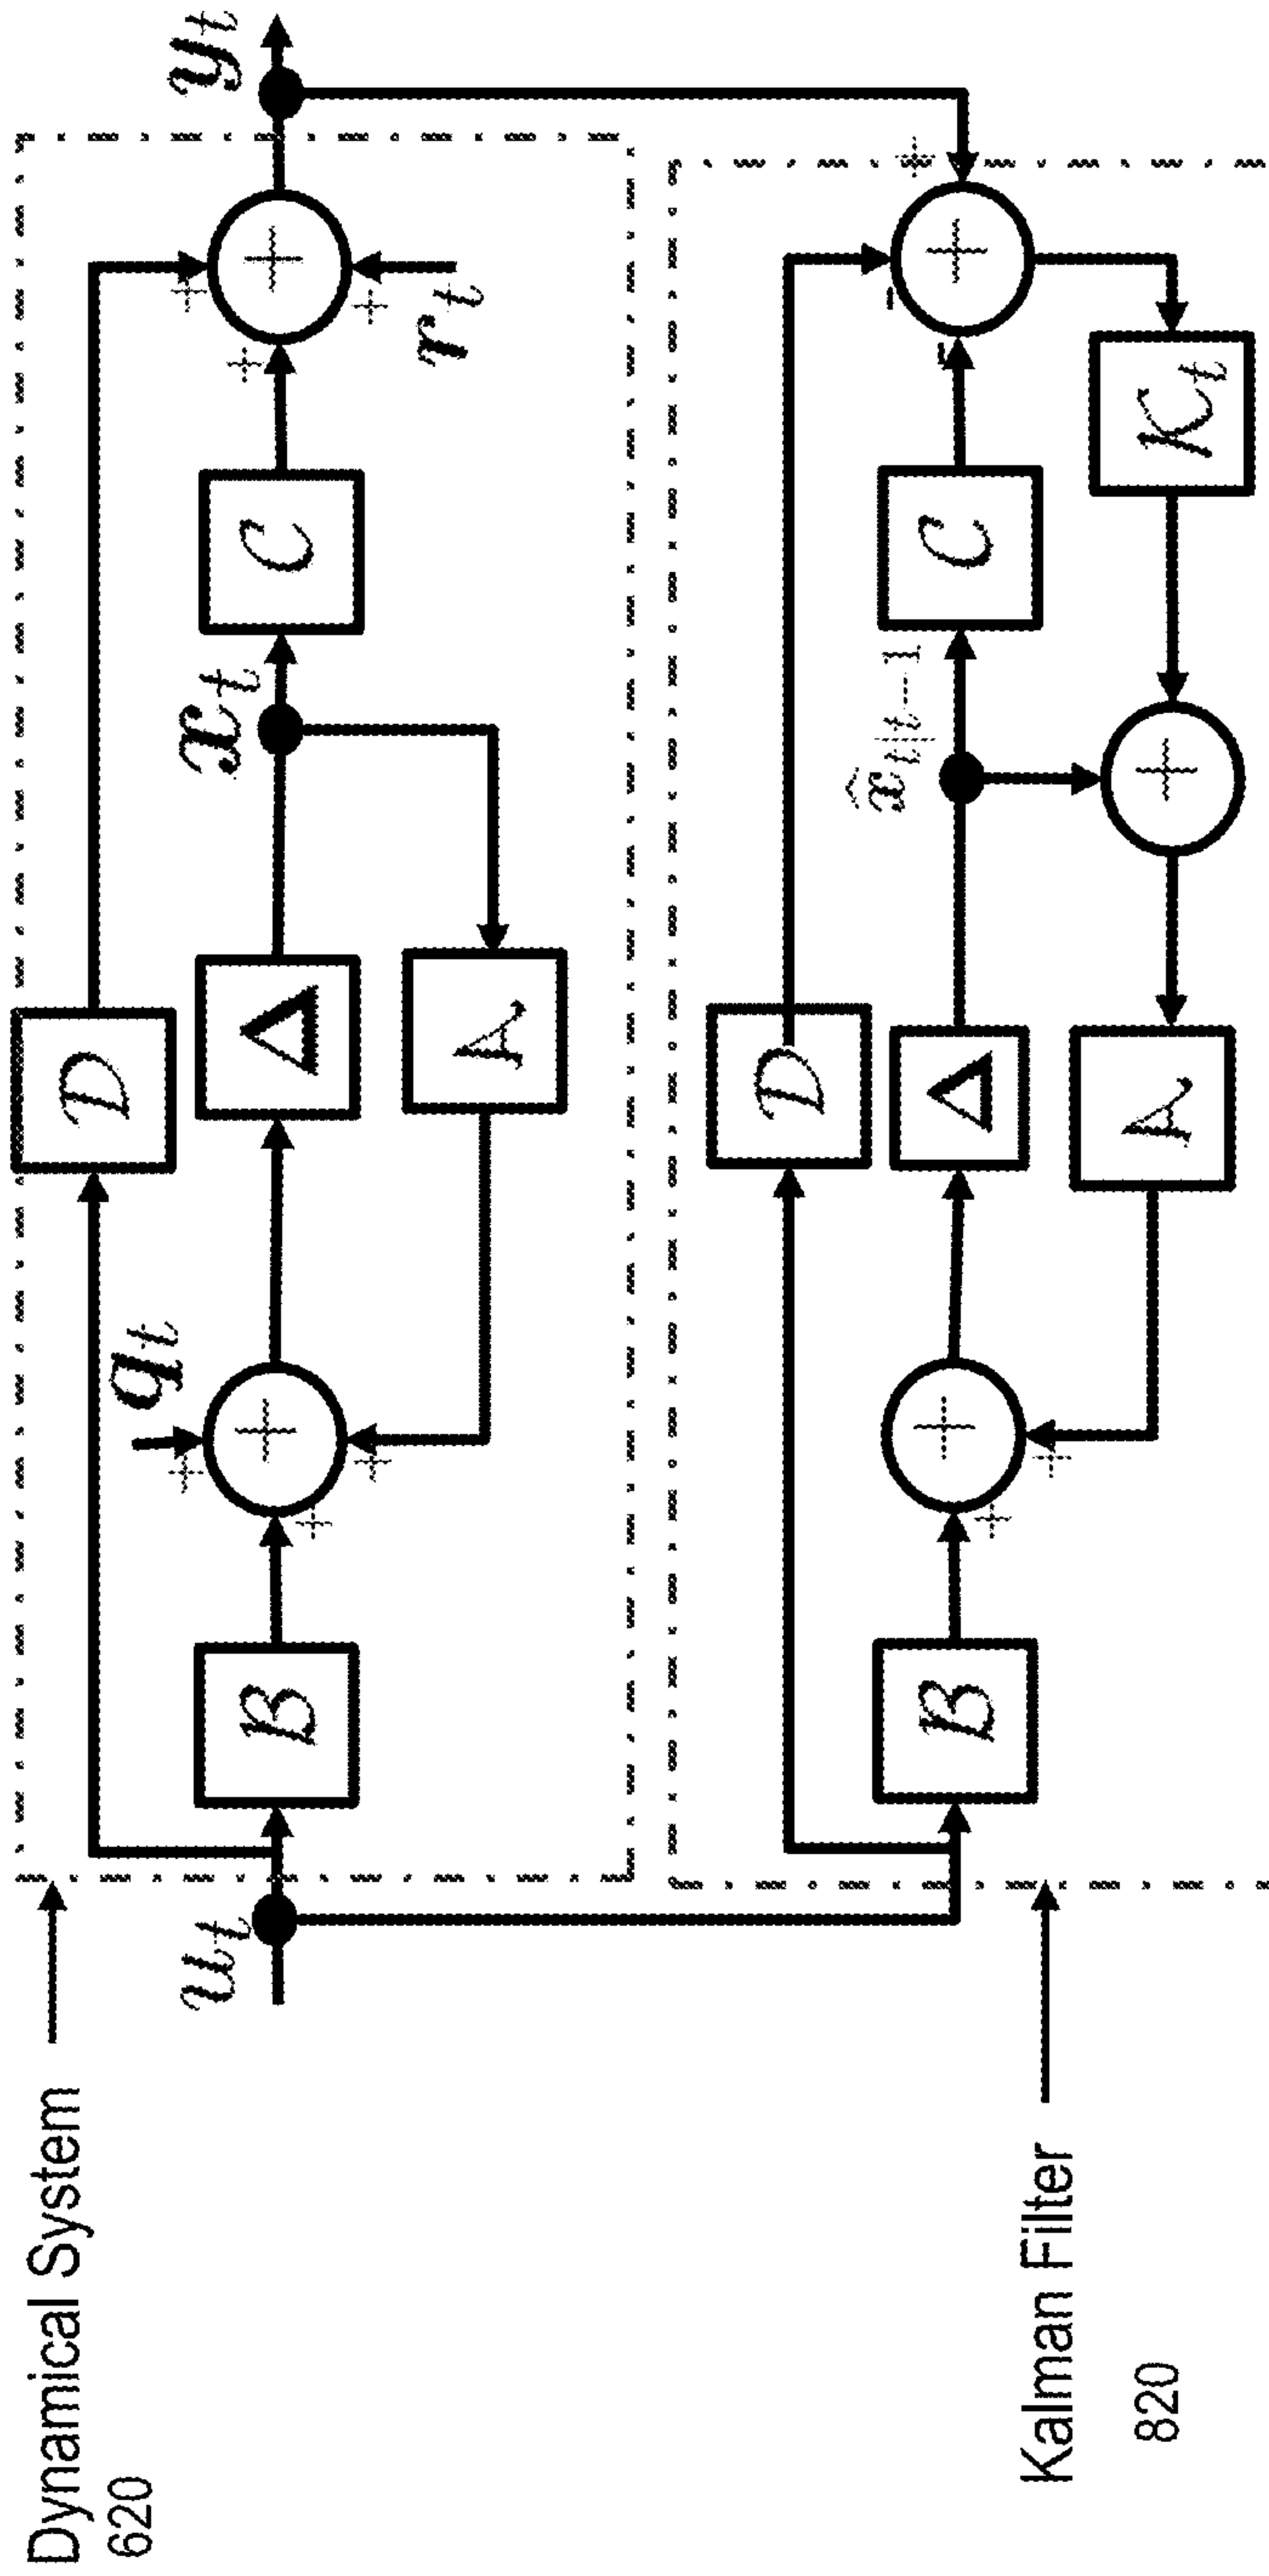 Dynamical System
620
u_t
D
q_t
B
+
+
+
+
Δ
A
x_t
C
+
+
+
+
r_t
y_t
Kalman Filter
820
D
B
+
+
+
Δ
A
x̂_{t|t-1}
+
C
-
-
+
+
K_t